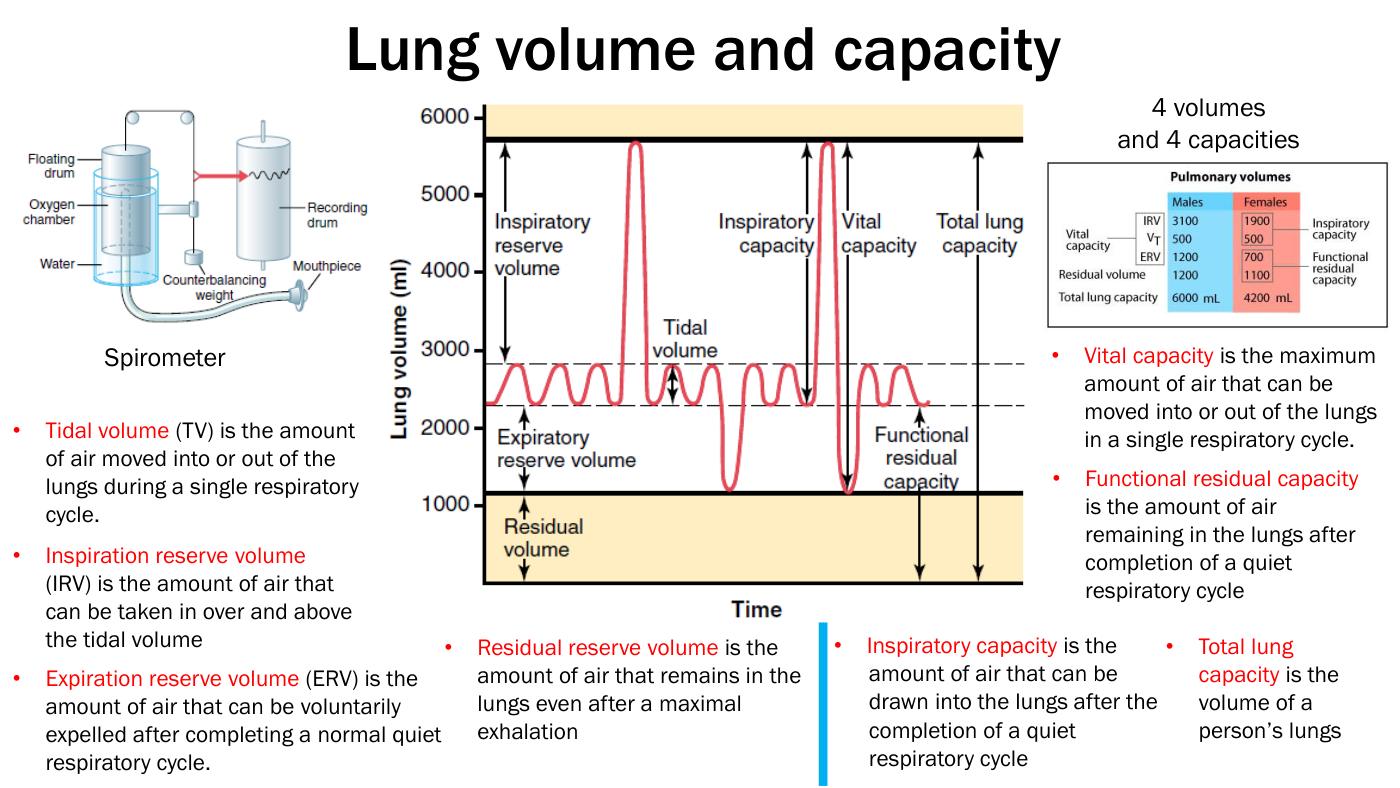 Lung volume and capacity
Floating
drum
Oxygen
chamber
Water
Counterbalancing
weight
Recording
drum
Mouthpiece
Spirometer
• Tidal volume (TV) is the amount
of air moved into or out of the
lungs during a single respiratory
cycle.
• Inspiration reserve volume
(IRV) is the amount of air that
can be taken in over and above
the tidal volume
• Expiration reserve volume (ERV) is the
amount of air that can be voluntarily
expelled after completing a normal quiet
respiratory cycle.
Lung volume (ml)
6000
5000
4000
3000
2000
1000
Inspiratory
reserve
volume
Tidal
volume
Inspiratory
capacity
Vital
capacity
Total lung
capacity
Expiratory
reserve volume
Functional
residual
capacity
Residual
volume
Time
• Residual reserve volume is the
amount of air that remains in the
lungs even after a maximal
exhalation
4 volumes
and 4 capacities
Pulmonary volumes
Males Females
IRV 3100 1900
VT 500 500
ERV 1200 700
Residual volume 1200 1100
Total lung capacity 6000 mL 4200 mL
Vital
capacity
Inspiratory
capacity
Functional
residual
capacity
• Vital capacity is the maximum
amount of air that can be
moved into or out of the lungs
in a single respiratory cycle.
• Functional residual capacity
is the amount of air
remaining in the lungs after
completion of a quiet
respiratory cycle
• Inspiratory capacity is the
amount of air that can be
drawn into the lungs after the
completion of a quiet
respiratory cycle
• Total lung
capacity is the
volume of a
person's lungs